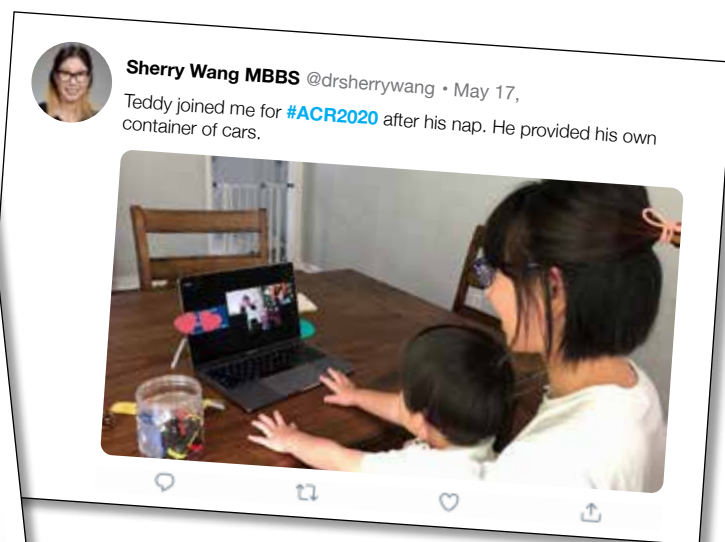 Sherry Wang MBBS @drsherrywang • May 17,
Teddy joined me for #ACR2020 after his nap. He provided his own
container of cars.